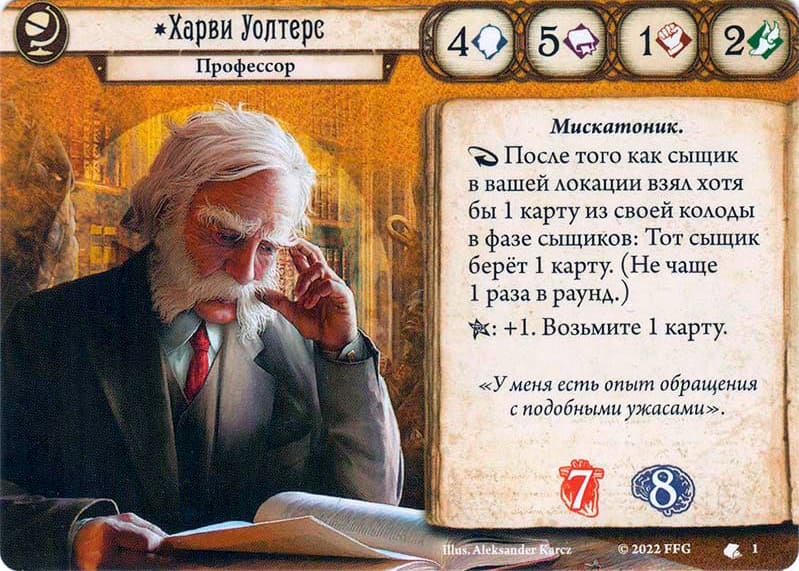 Харви Уолтерс
Профессор
4 5 1 2
Мискатоник.
После того как сыщик
в вашей локации взял хотя
бы 1 карту из своей колоды
в фазе сыщиков: Тот сыщик
берёт 1 карту. (Не чаще
1 раза в раунд.)
: +1. Возьмите 1 карту.
«У меня есть опыт обращения
с подобными ужасами».
7 8
Illus. Aleksander Karcz © 2022 FFG 1